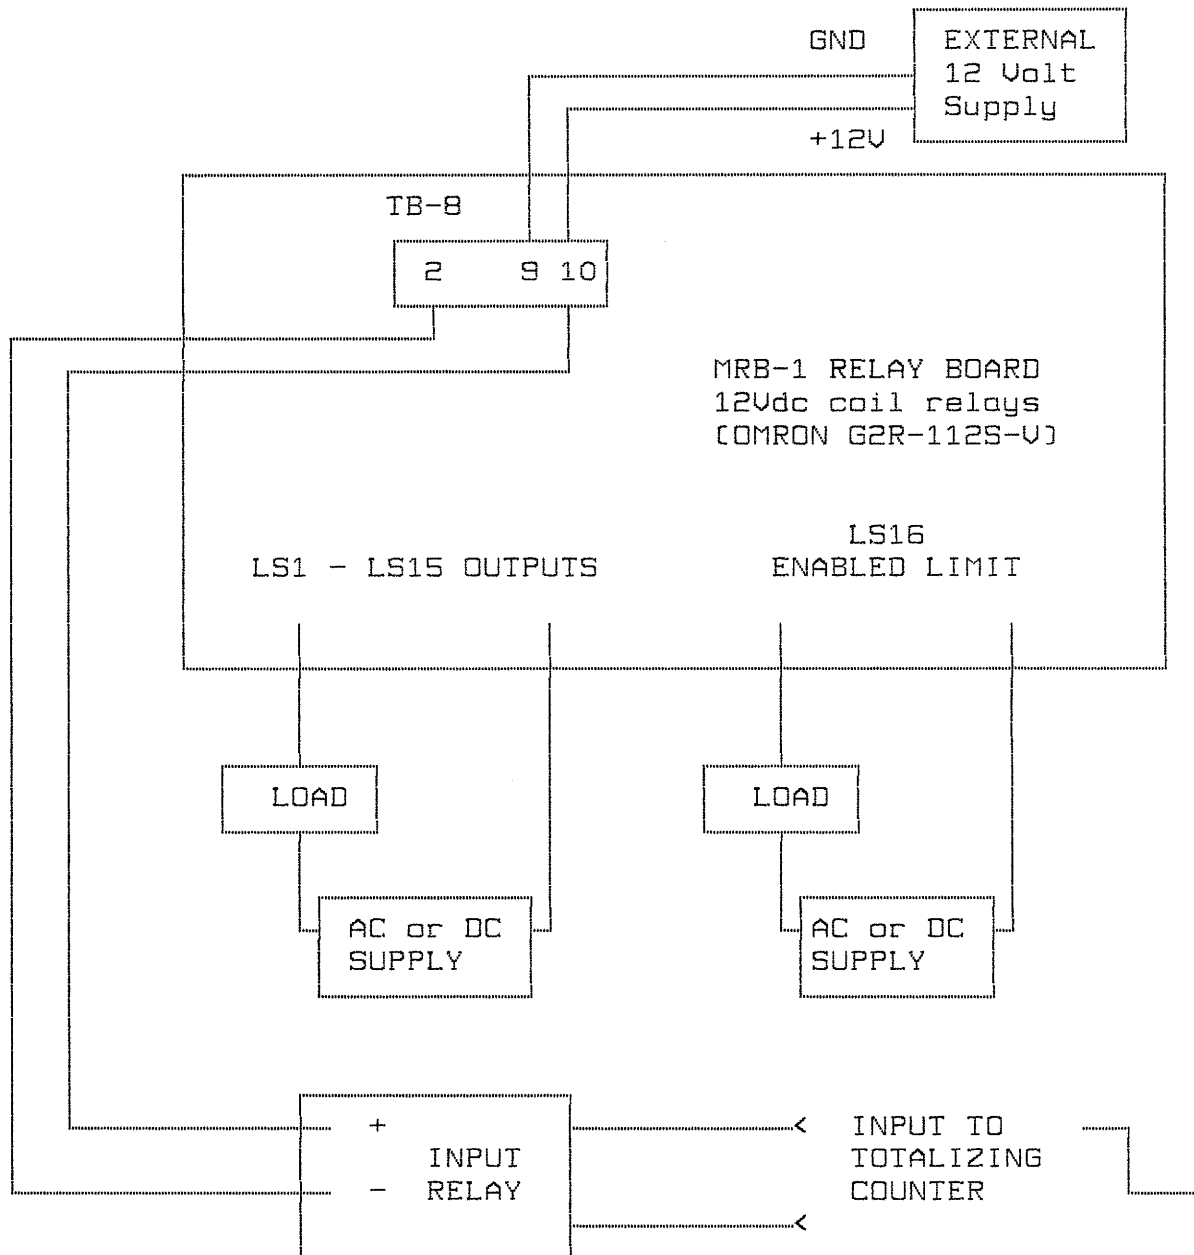 GND
EXTERNAL
12 Volt
Supply
+12V
TB-8
2 9 10
MRB-1 RELAY BOARD
12Vdc coil relays
(OMRON G2R-112S-V)
LS1 - LS15 OUTPUTS
LS16
ENABLED LIMIT
LOAD
LOAD
AC or DC
SUPPLY
AC or DC
SUPPLY
+
INPUT
- RELAY
< INPUT TO
TOTALIZING
COUNTER
<